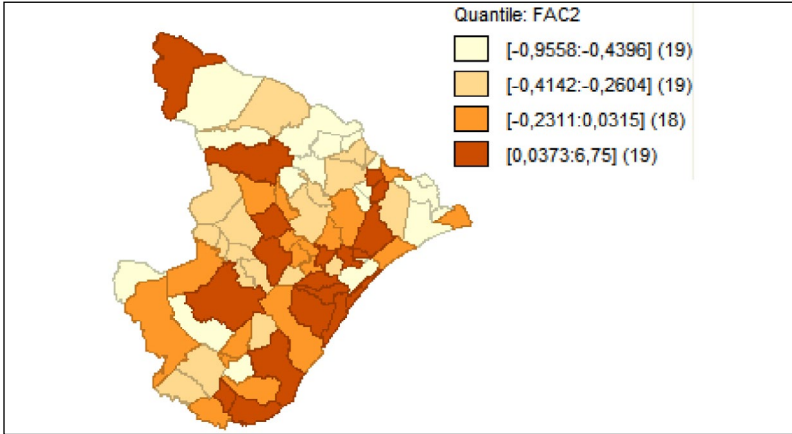 Quantile: FAC2
[-0,9558:-0,4396] (19)
[-0,4142:-0,2604] (19)
[-0,2311:0,0315] (18)
[0,0373:6,75] (19)